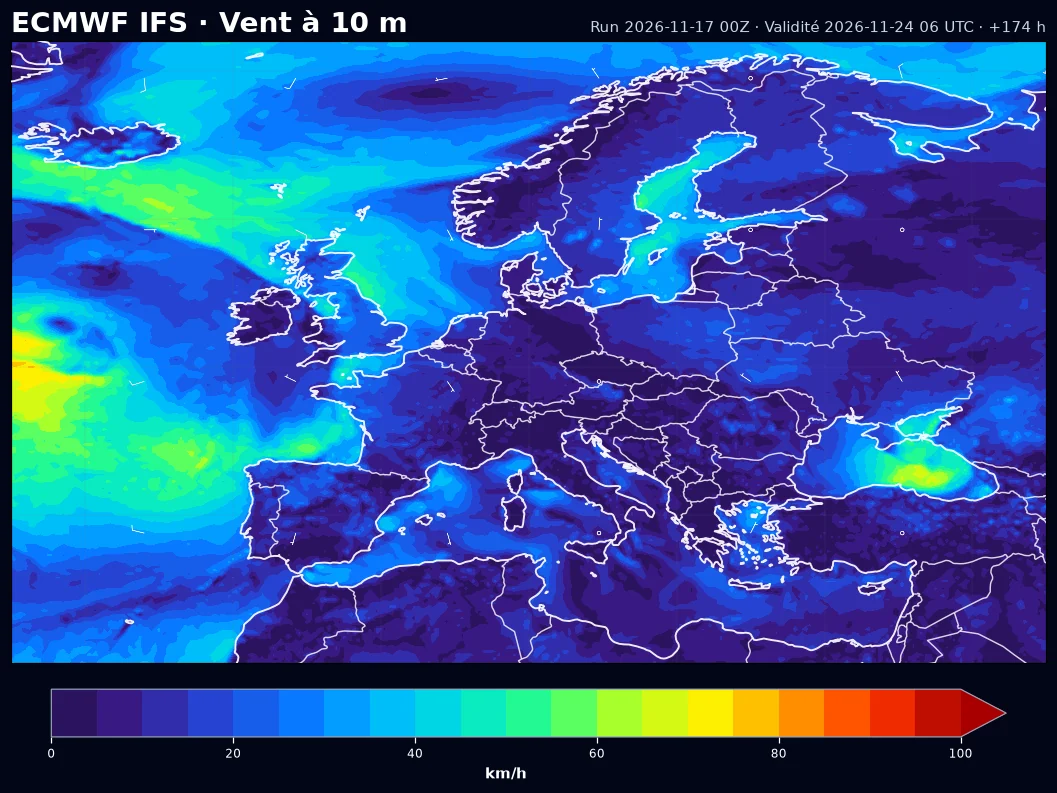 ECMWF IFS · Vent à 10 m
Run 2026-11-17 00Z · Validité 2026-11-24 06 UTC · +174 h
0 20 40 60 80 100
km/h